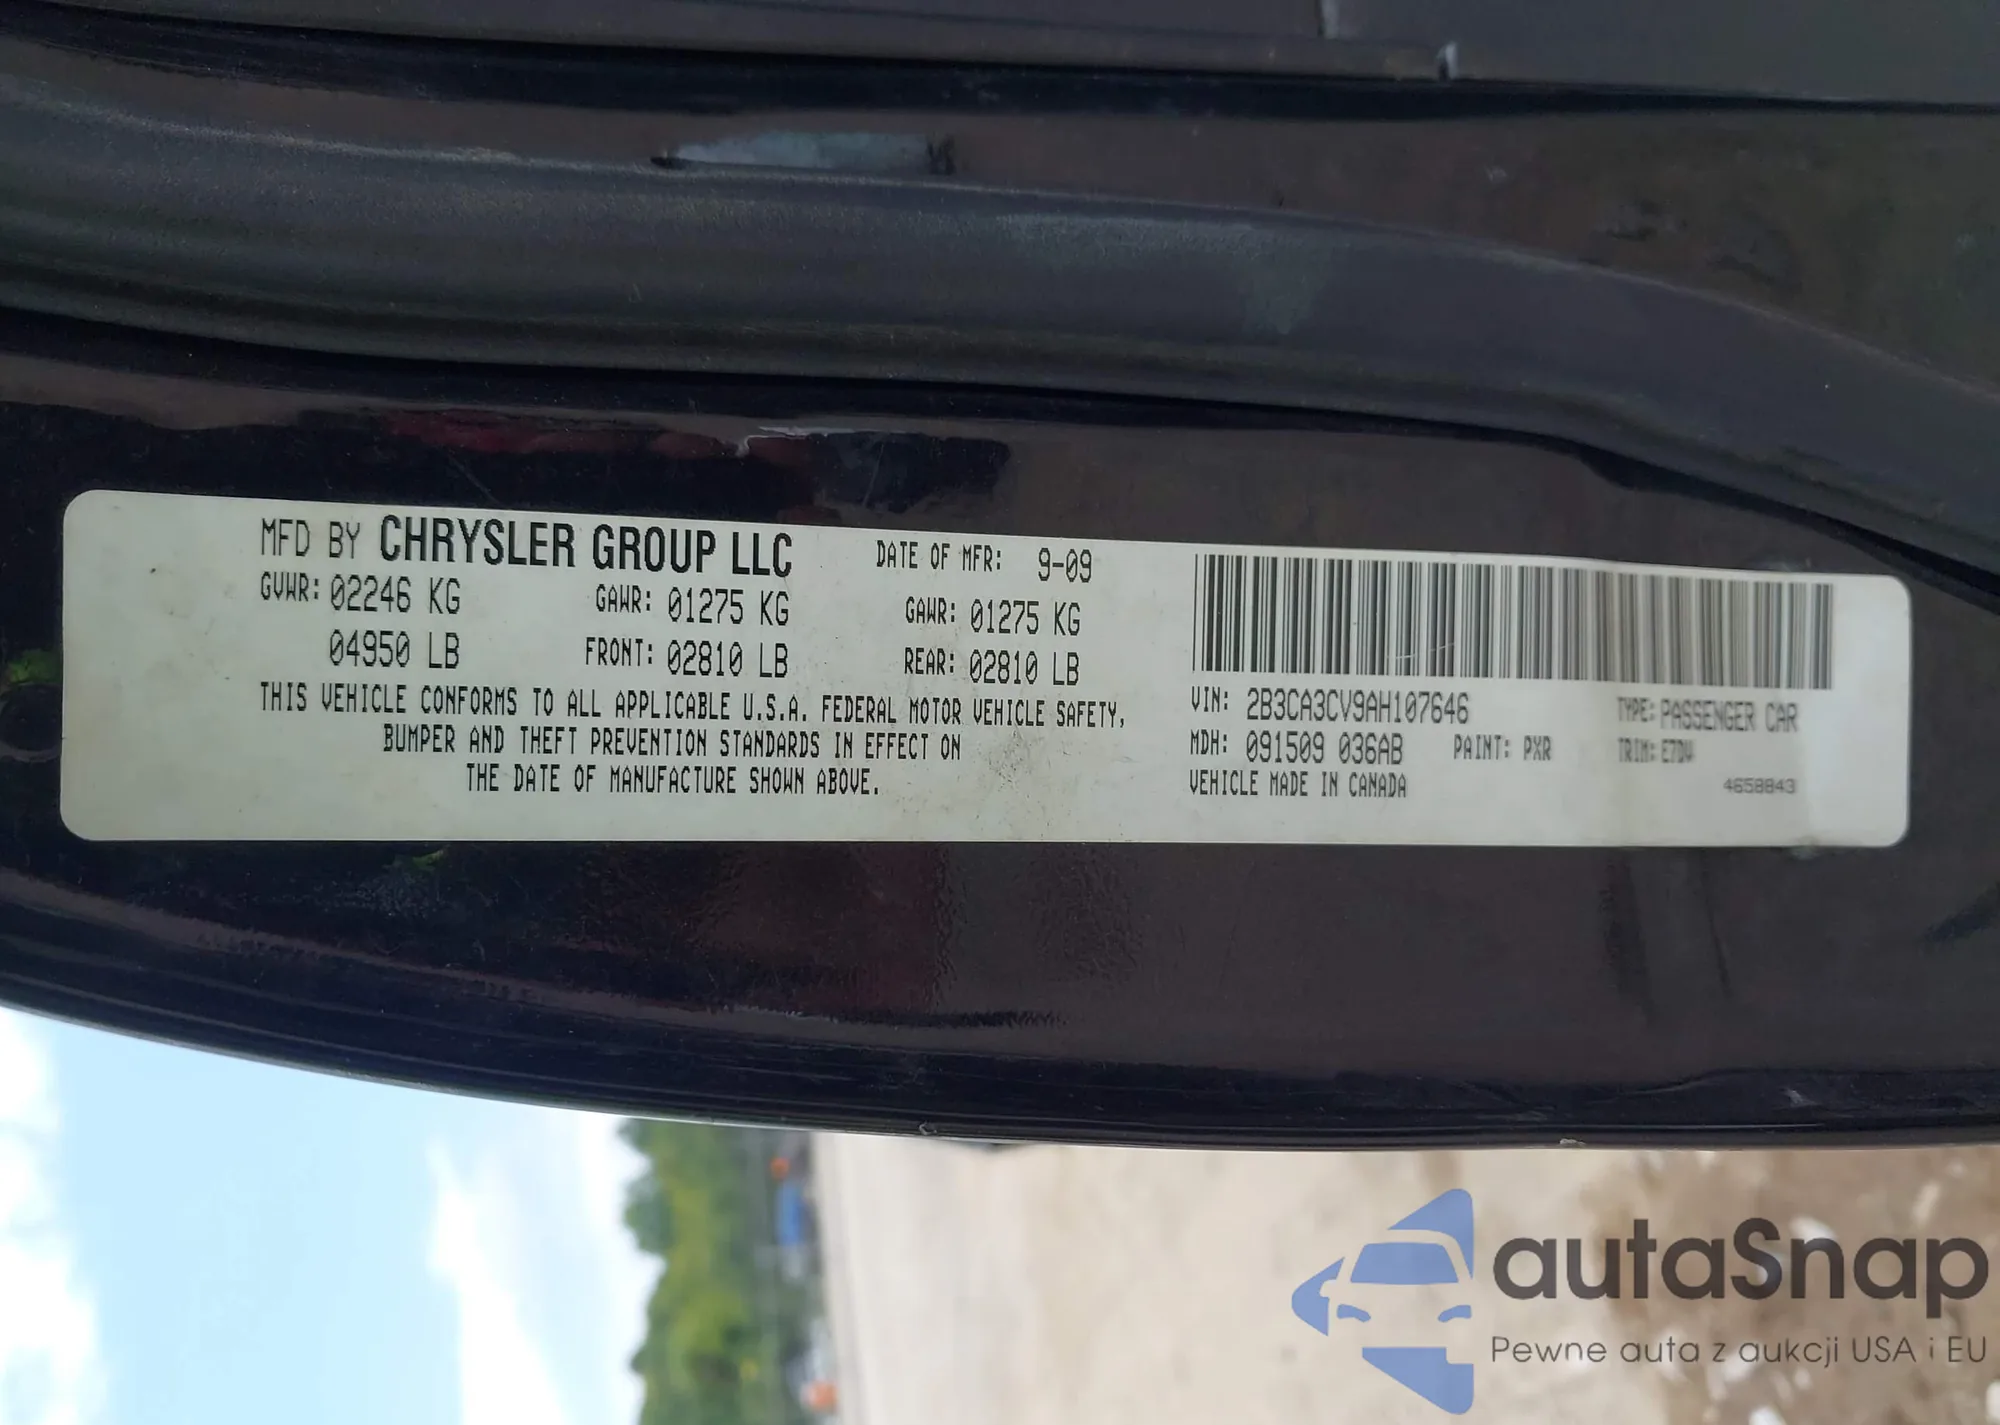 MFD BY CHRYSLER GROUP LLC DATE OF MFR: 9-09
GVWR: 02246 KG GAWR: 01275 KG GAWR: 01275 KG
04950 LB FRONT: 02810 LB REAR: 02810 LB
THIS VEHICLE CONFORMS TO ALL APPLICABLE U.S.A. FEDERAL MOTOR VEHICLE SAFETY,
BUMPER AND THEFT PREVENTION STANDARDS IN EFFECT ON
THE DATE OF MANUFACTURE SHOWN ABOVE.
VIN: 2B3CA3CV9AH107646 TYPE: PASSENGER CAR
MDH: 091509 036AB PAINT: PXR TRIM: E7DV
VEHICLE MADE IN CANADA 4658843
autaSnap
Pewne auta z aukcji USA i EU